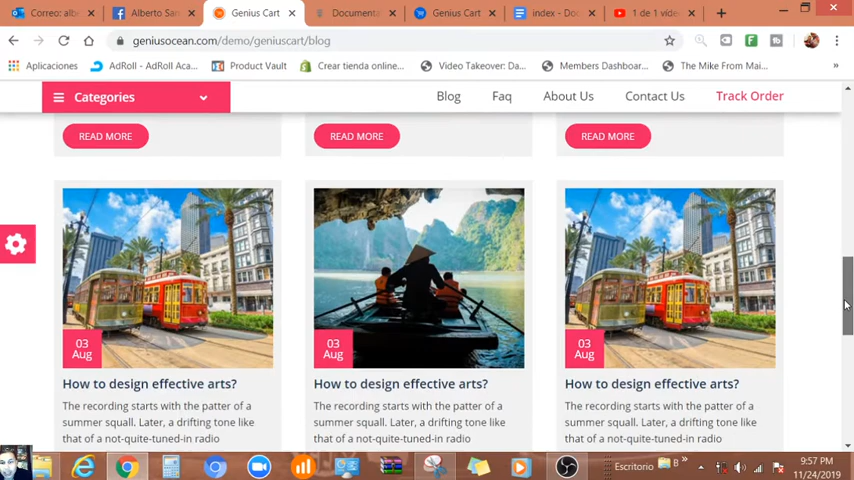 Correo: albe
Alberto San
Genius Cart
Documenta
Genius Cart
index - Doc
1 de 1 video
geniusocean.com/demo/geniuscart/blog
Aplicaciones
AdRoll - AdRoll Aca...
Product Vault
Crear tienda online...
Video Takeover: Da...
Members Dashboar...
The Mike From Mai...
»
Categories
Blog
Faq
About Us
Contact Us
Track Order
READ MORE
READ MORE
READ MORE
03
Aug
03
Aug
03
Aug
How to design effective arts?
How to design effective arts?
How to design effective arts?
The recording starts with the patter of a
summer squall. Later, a drifting tone like
that of a not-quite-tuned-in radio
The recording starts with the patter of a
summer squall. Later, a drifting tone like
that of a not-quite-tuned-in radio
The recording starts with the patter of a
summer squall. Later, a drifting tone like
that of a not-quite-tuned-in radio
Escritorio
B
»
9:57 PM
11/24/2019